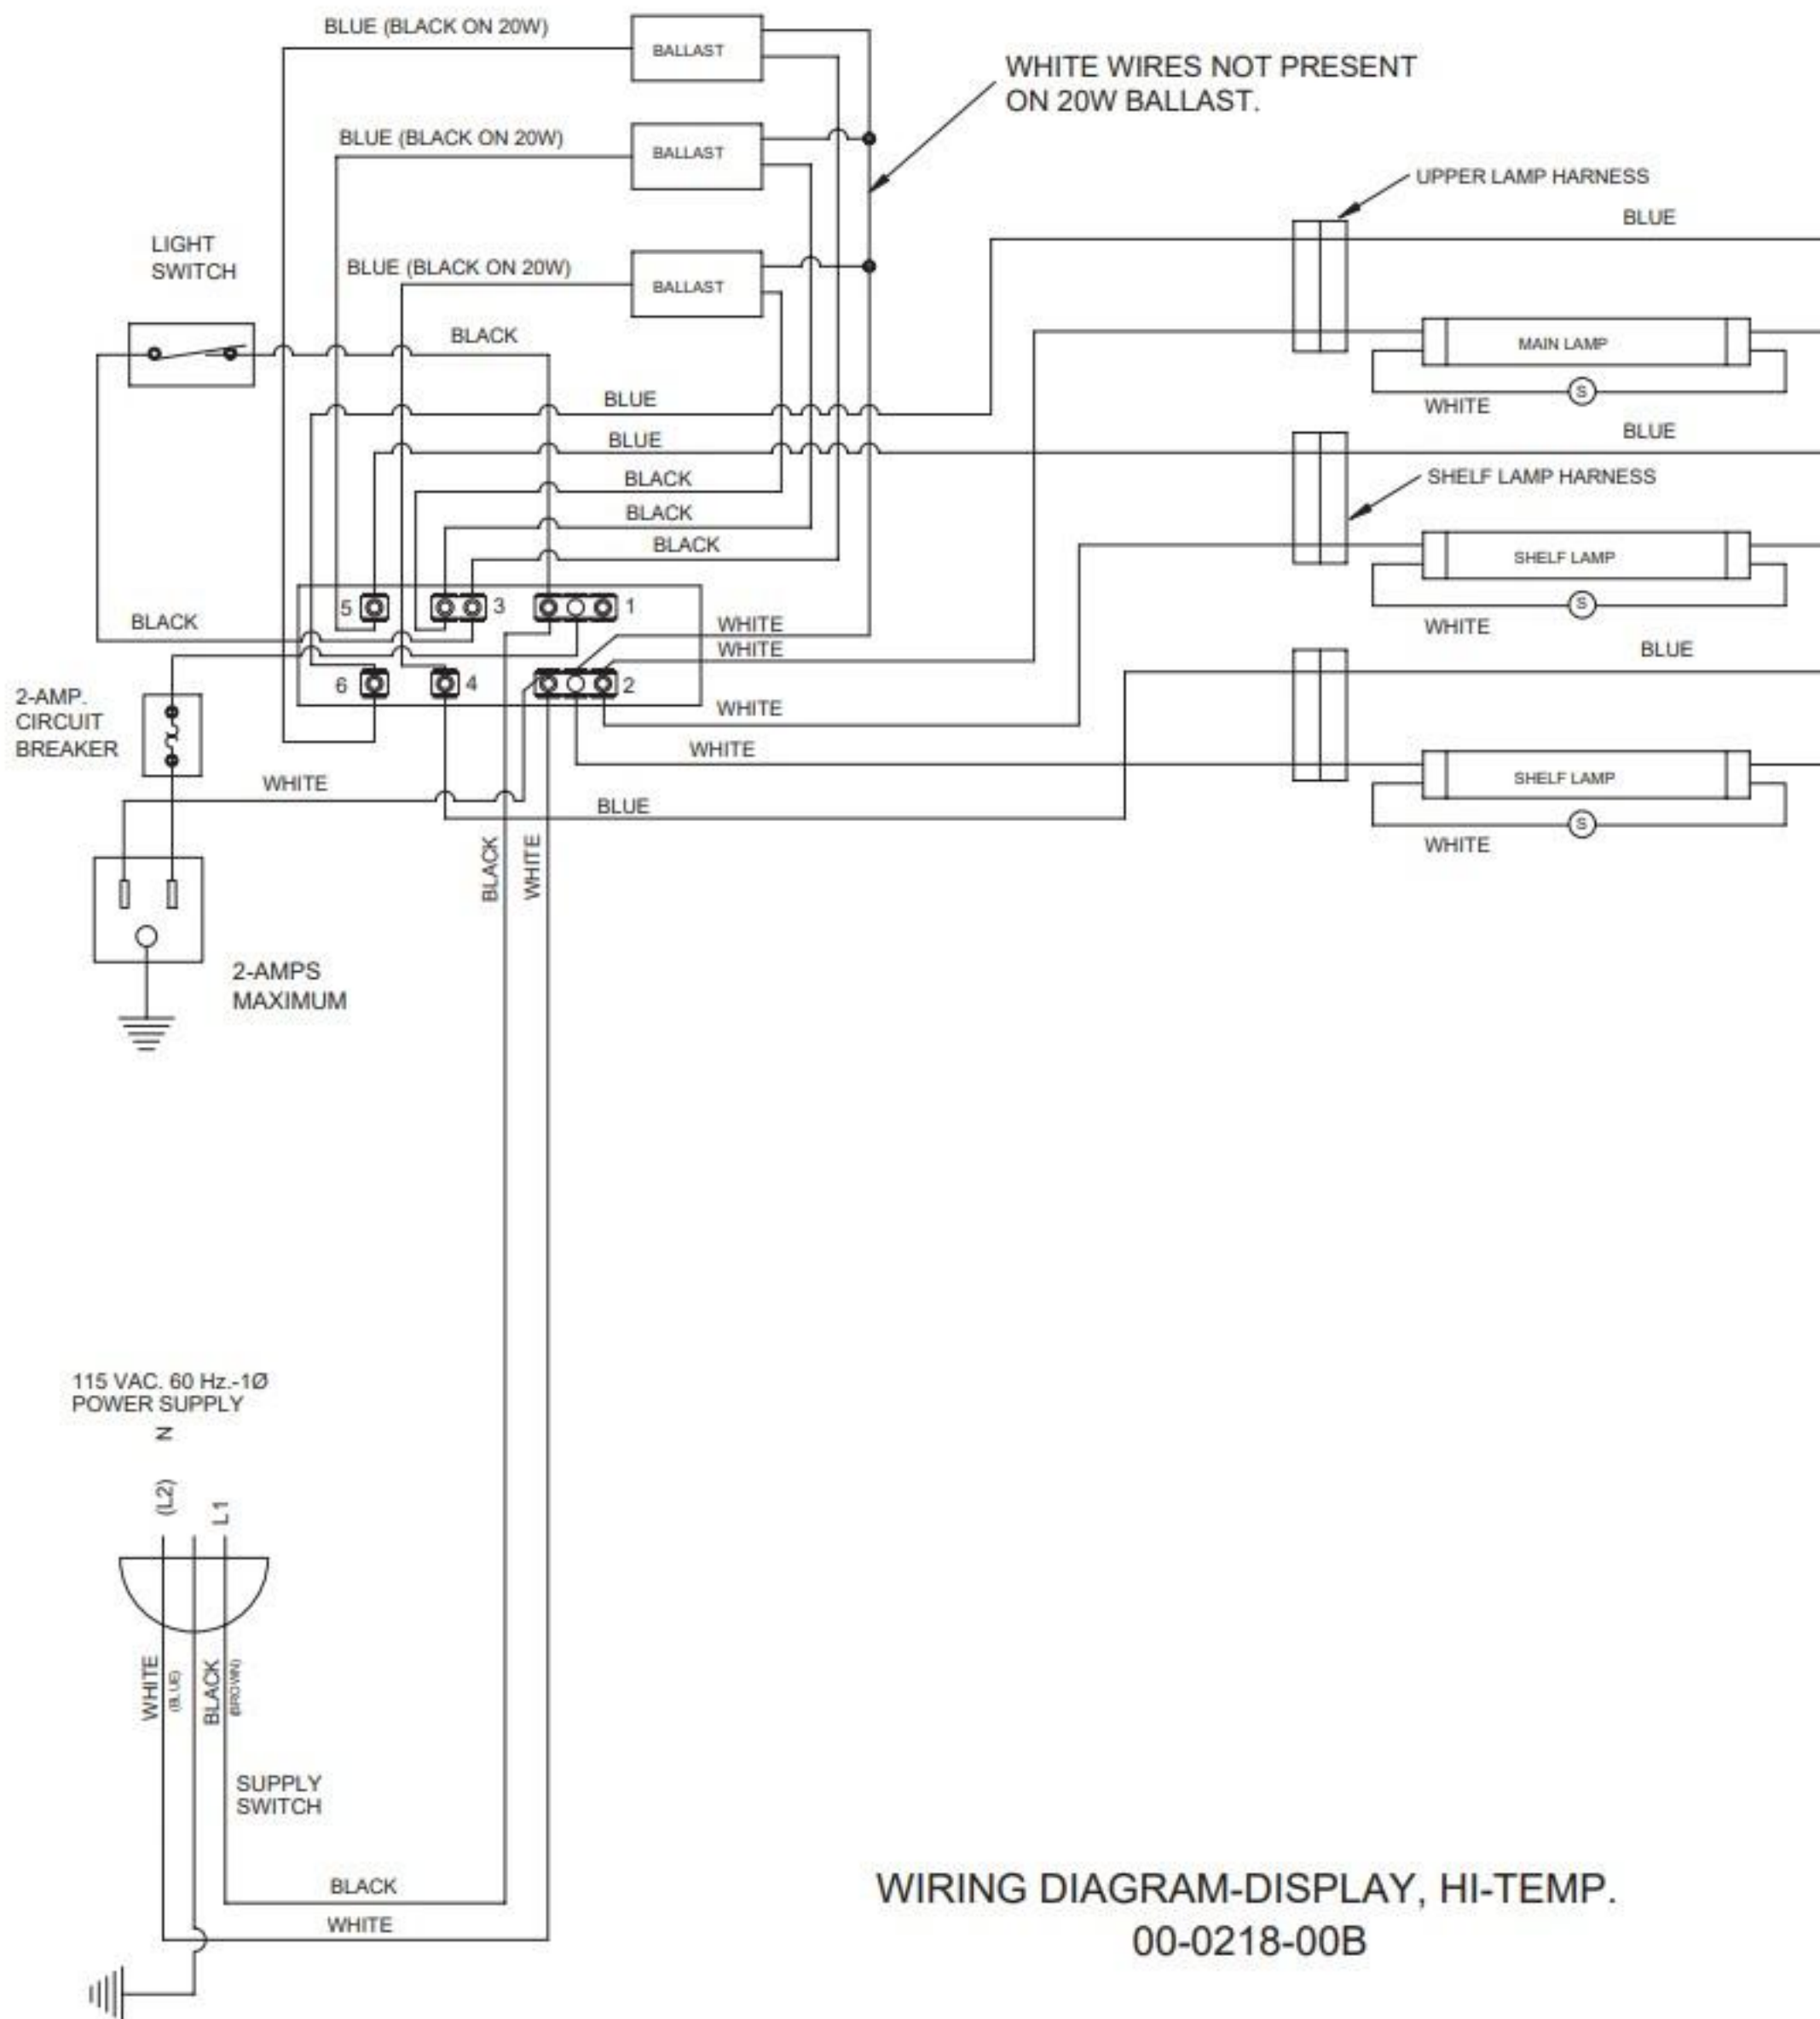 BLUE (BLACK ON 20W)
BALLAST
WHITE WIRES NOT PRESENT
ON 20W BALLAST.
BLUE (BLACK ON 20W)
BALLAST
UPPER LAMP HARNESS
BLUE
LIGHT
SWITCH
BLUE (BLACK ON 20W)
BALLAST
BLACK
MAIN LAMP
S
WHITE
BLUE
BLUE
BLUE
SHELF LAMP HARNESS
BLACK
BLACK
BLACK
SHELF LAMP
S
WHITE
5
3
1
BLACK
WHITE
WHITE
BLUE
6
4
2
2-AMP.
CIRCUIT
BREAKER
WHITE
WHITE
WHITE
BLUE
SHELF LAMP
S
WHITE
BLACK
WHITE
2-AMPS
MAXIMUM
115 VAC. 60 Hz.-1Ø
POWER SUPPLY
N
(L2)
L1
WHITE
(BLUE)
BLACK
(BROWN)
SUPPLY
SWITCH
BLACK
WHITE
WIRING DIAGRAM-DISPLAY, HI-TEMP.
00-0218-00B